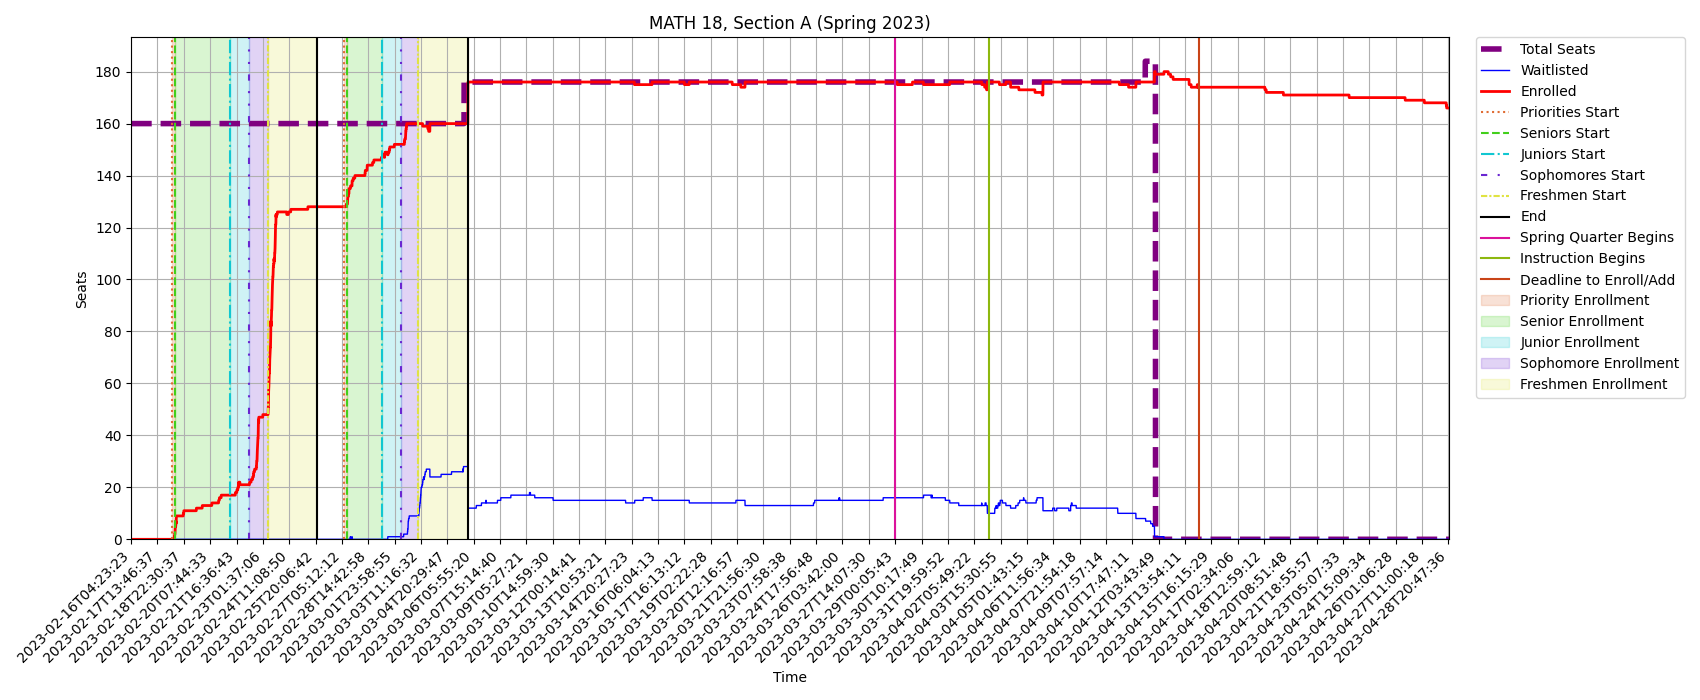 MATH 18, Section A (Spring 2023)
Seats
180
160
140
120
100
80
60
40
20
0
2023-02-16T04:23:23
2023-02-17T13:46:37
2023-02-18T22:30:37
2023-02-20T07:44:33
2023-02-21T16:36:43
2023-02-23T01:37:06
2023-02-24T11:08:50
2023-02-25T20:06:42
2023-02-27T05:12:12
2023-02-28T14:42:58
2023-03-01T23:58:55
2023-03-03T11:16:32
2023-03-04T20:29:47
2023-03-06T05:55:20
2023-03-07T15:14:40
2023-03-09T05:27:21
2023-03-10T14:59:30
2023-03-12T00:14:41
2023-03-13T10:53:21
2023-03-14T20:27:23
2023-03-16T06:04:13
2023-03-17T16:13:12
2023-03-19T02:22:28
2023-03-20T12:16:57
2023-03-21T21:56:30
2023-03-23T07:58:38
2023-03-24T17:56:48
2023-03-26T03:42:00
2023-03-27T14:07:30
2023-03-29T00:05:43
2023-03-30T10:17:49
2023-03-31T19:59:52
2023-04-02T05:49:22
2023-04-03T15:30:55
2023-04-05T01:43:15
2023-04-06T11:56:34
2023-04-07T21:54:18
2023-04-09T07:57:14
2023-04-10T17:47:11
2023-04-12T03:43:49
2023-04-13T13:54:11
2023-04-15T16:15:29
2023-04-17T02:34:06
2023-04-18T12:59:12
2023-04-20T08:51:48
2023-04-21T18:55:57
2023-04-23T05:07:33
2023-04-24T15:09:34
2023-04-26T01:06:28
2023-04-27T11:00:18
2023-04-28T20:47:36
Time
Total Seats
Waitlisted
Enrolled
Priorities Start
Seniors Start
Juniors Start
Sophomores Start
Freshmen Start
End
Spring Quarter Begins
Instruction Begins
Deadline to Enroll/Add
Priority Enrollment
Senior Enrollment
Junior Enrollment
Sophomore Enrollment
Freshmen Enrollment